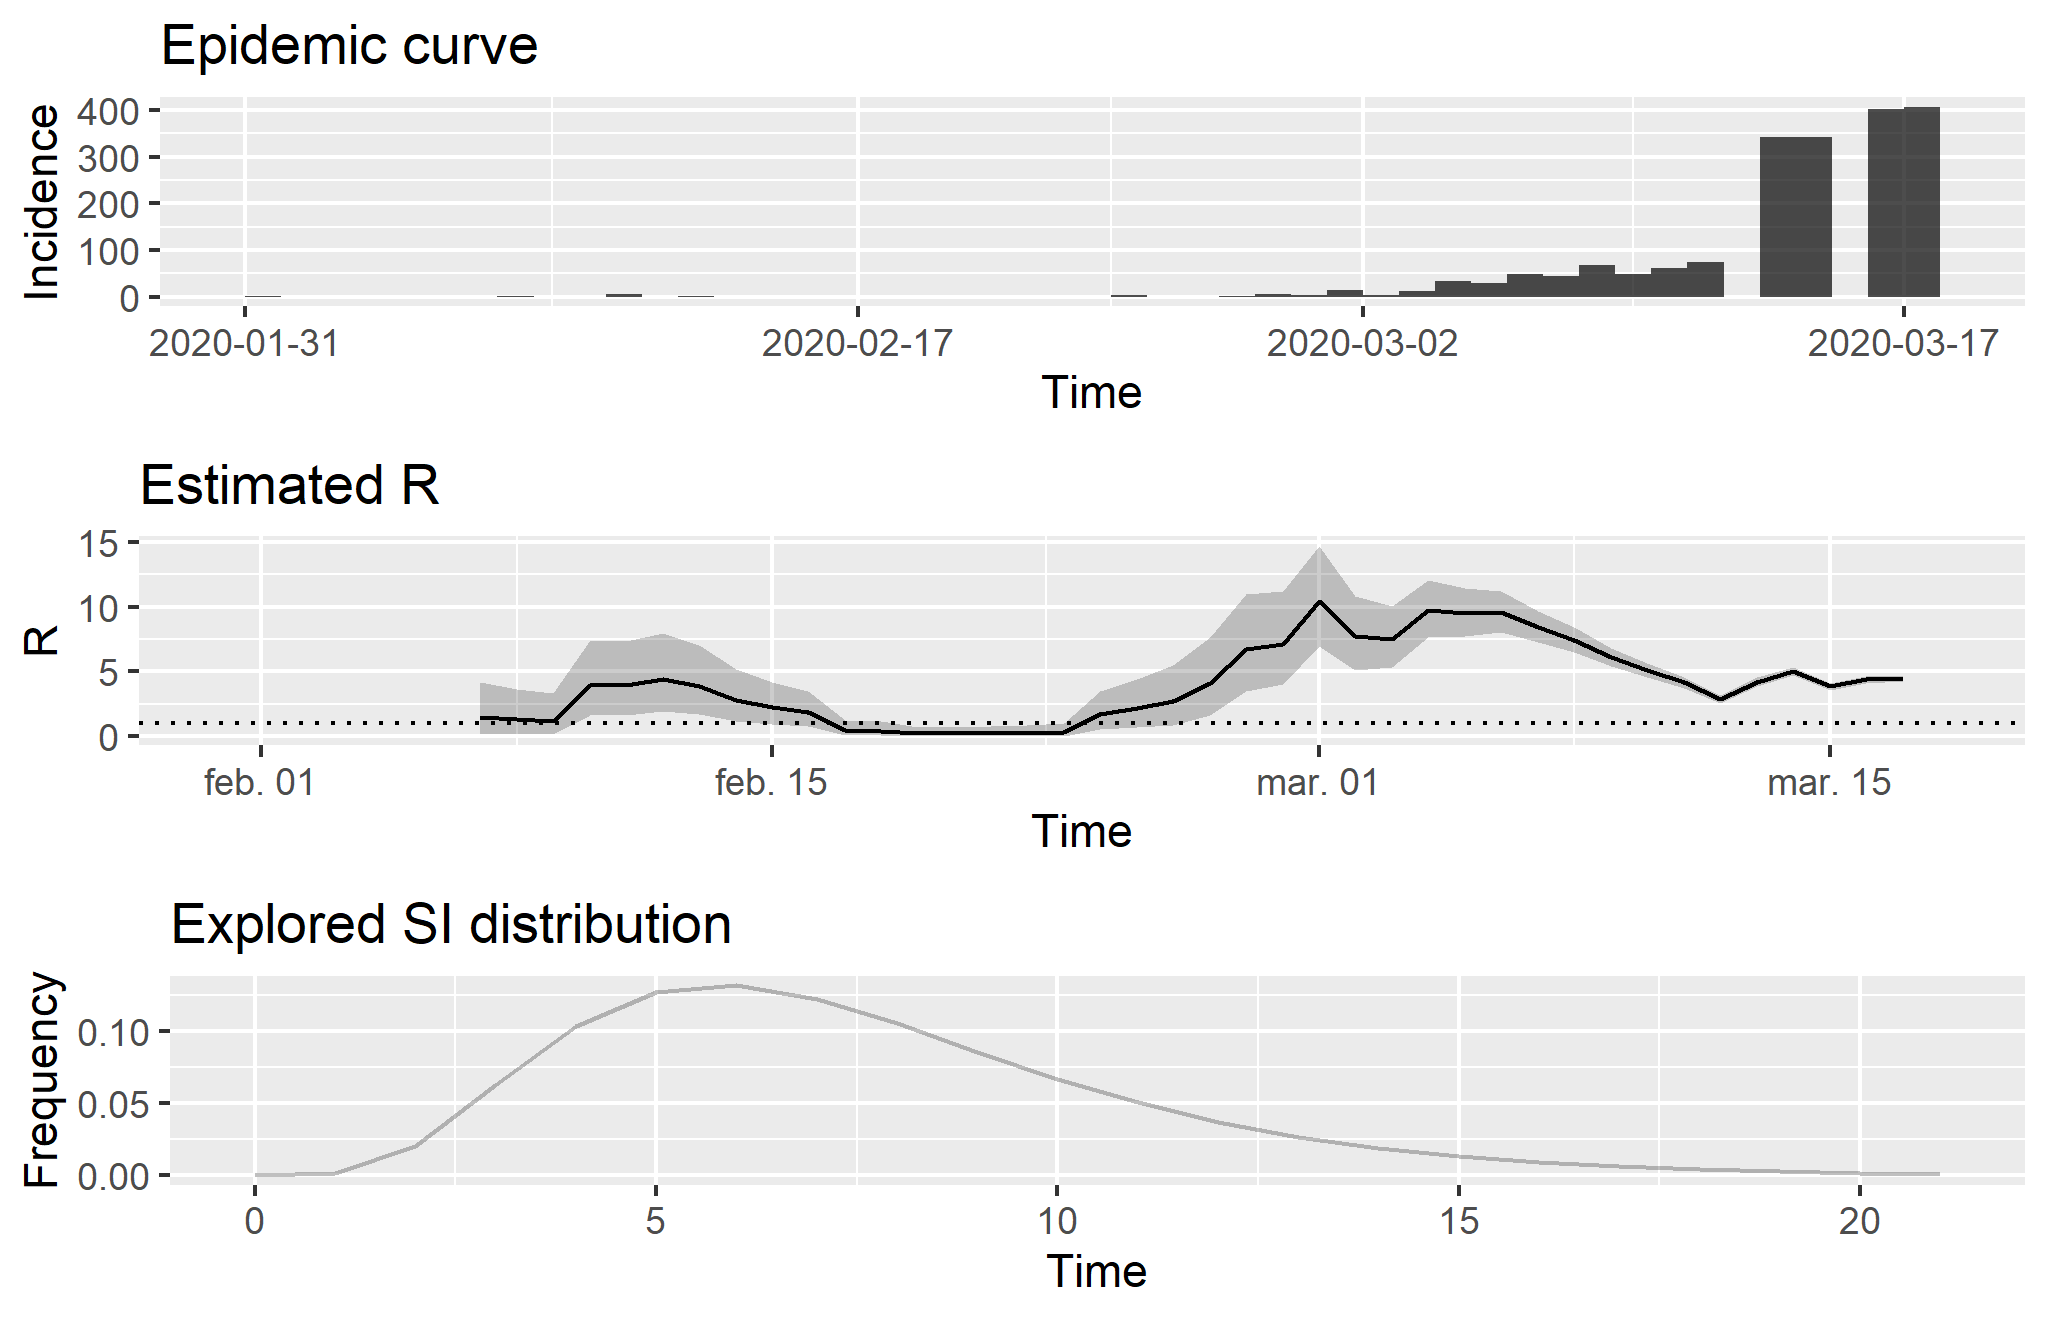 Epidemic curve
Incidence
400
300
200
100
0
2020-01-31 2020-02-17 2020-03-02 2020-03-17
Time
Estimated R
R
15
10
5
0
feb. 01 feb. 15 mar. 01 mar. 15
Time
Explored SI distribution
Frequency
0.10
0.05
0.00
0 5 10 15 20
Time